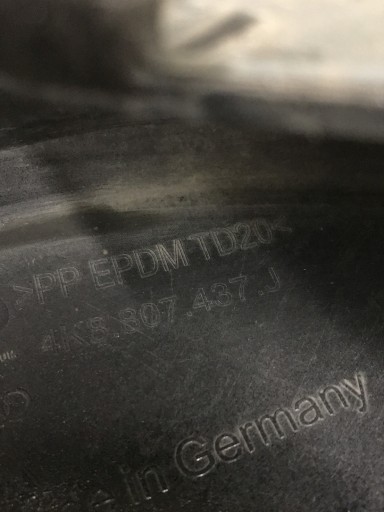 >PP EPDM TD20<
4K8.807.437.J
in Germany